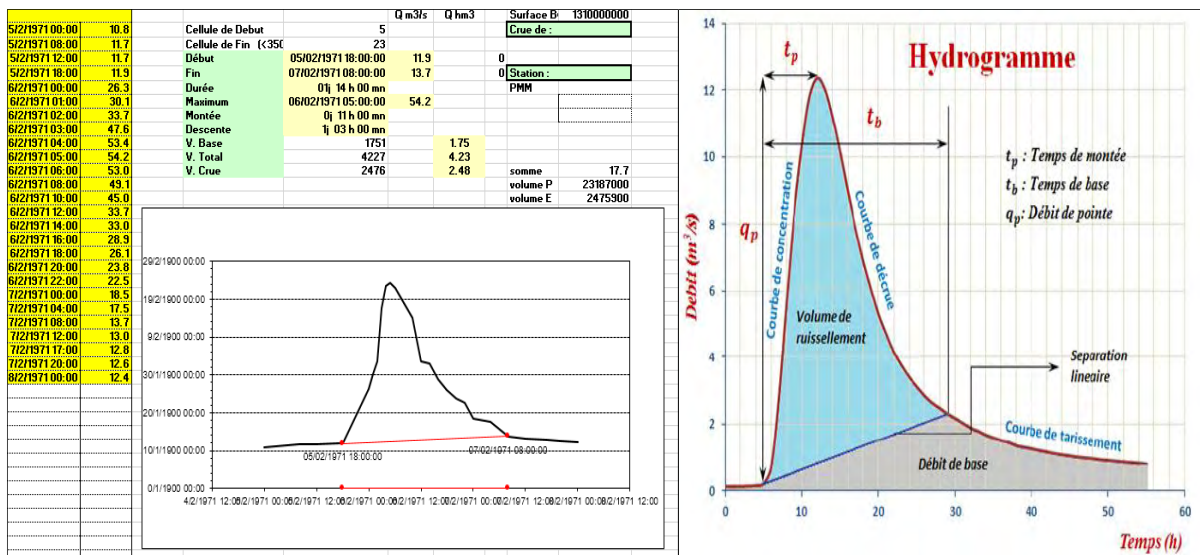 Q m3/s Q hm3 Surface B 1310000000
5/2/1971 00:00 10.8 Cellule de Debut 5 Crue de :
5/2/1971 08:00 11.7 Cellule de Fin (<350 23
5/2/1971 12:00 11.7 Début 05/02/1971 18:00:00 11.9 0
5/2/1971 18:00 11.9 Fin 07/02/1971 08:00:00 13.7 0 Station :
6/2/1971 00:00 26.3 Durée 01j 14 h 00 mn PMM
6/2/1971 01:00 30.1 Maximum 06/02/1971 05:00:00 54.2
6/2/1971 02:00 33.7 Montée 0j 11 h 00 mn
6/2/1971 03:00 47.6 Descente 1j 03 h 00 mn
6/2/1971 04:00 53.4 V. Base 1751 1.75
6/2/1971 05:00 54.2 V. Total 4227 4.23
6/2/1971 06:00 53.0 V. Crue 2476 2.48 somme 17.7
6/2/1971 08:00 49.1 volume P 23187000
6/2/1971 10:00 45.0 volume E 2475900
6/2/1971 12:00 33.7
6/2/1971 14:00 33.0
6/2/1971 16:00 28.9
6/2/1971 18:00 26.1
6/2/1971 20:00 23.8
6/2/1971 22:00 22.5
7/2/1971 00:00 18.5
7/2/1971 04:00 17.5
7/2/1971 08:00 13.7
7/2/1971 12:00 13.0
7/2/1971 17:00 12.8
7/2/1971 20:00 12.6
8/2/1971 00:00 12.4
29/2/1900 00:00
19/2/1900 00:00
9/2/1900 00:00
30/1/1900 00:00
20/1/1900 00:00
10/1/1900 00:00
0/1/1900 00:00
05/02/1971 18:00:00
07/02/1971 08:00:00
4/2/1971 12:00
Hydrogramme
14
12
10
8
6
4
2
0
Debit (m³/s)
tp
tb
qp
tp : Temps de montée
tb : Temps de base
qp: Débit de pointe
Courbe de concentration
Courbe de décrue
Volume de
ruissellement
Separation
lineaire
Courbe de tarissement
Débit de base
0 10 20 30 40 50 60
Temps (h)